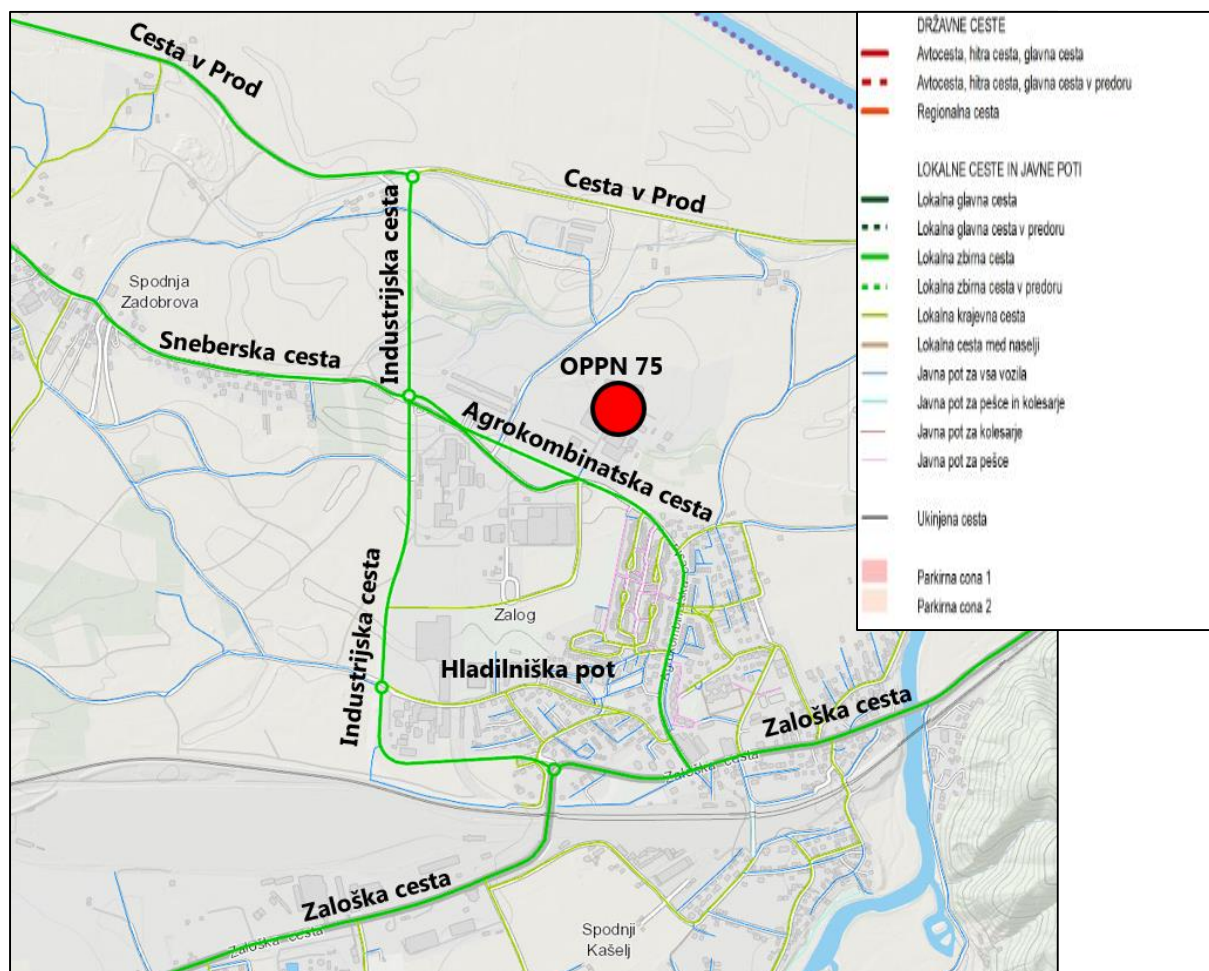 Cesta v Prod
Cesta v Prod
Industrijska cesta
Spodnja
Zadobrova
Sneberska cesta
OPPN 75
Agrokombinatska cesta
Industrijska cesta
Zalog
Hladilniška pot
Agrokombinatska
Zaloška cesta
Zaloška cesta
Zaloška cesta
Zaloška cesta
Spodnji
Kašelj
DRŽAVNE CESTE
Avtocesta, hitra cesta, glavna cesta
Avtocesta, hitra cesta, glavna cesta v predoru
Regionalna cesta
LOKALNE CESTE IN JAVNE POTI
Lokalna glavna cesta
Lokalna glavna cesta v predoru
Lokalna zbirna cesta
Lokalna zbirna cesta v predoru
Lokalna krajevna cesta
Lokalna cesta med naselji
Javna pot za vsa vozila
Javna pot za pešce in kolesarje
Javna pot za kolesarje
Javna pot za pešce
Ukinjena cesta
Parkirna cona 1
Parkirna cona 2